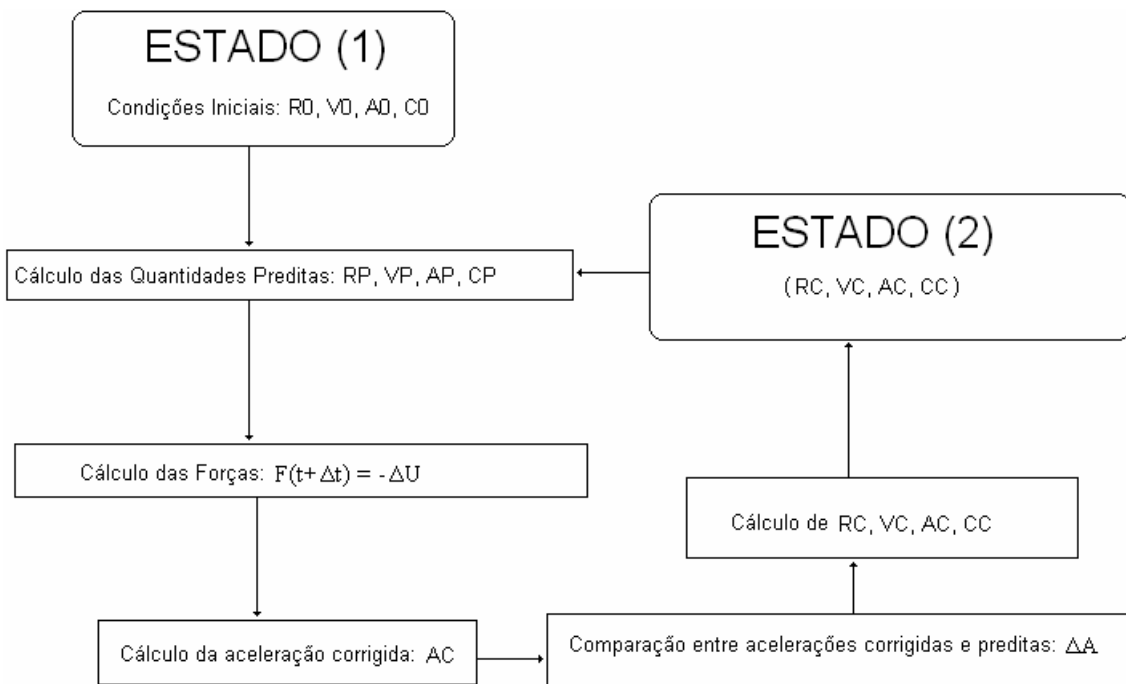 ESTADO (1)
Condições Iniciais: R0, V0, A0, C0
Cálculo das Quantidades Preditas: RP, VP, AP, CP
ESTADO (2)
(RC, VC, AC, CC)
Cálculo das Forças: F(t+Δt) = -ΔU
Cálculo de RC, VC, AC, CC
Cálculo da aceleração corrigida: AC
Comparação entre acelerações corrigidas e preditas: ΔA